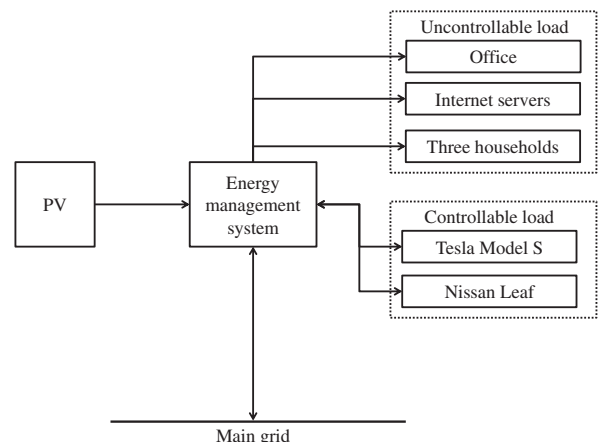 Uncontrollable load
Office
Internet servers
Three households
PV
Energy
management
system
Controllable load
Tesla Model S
Nissan Leaf
Main grid